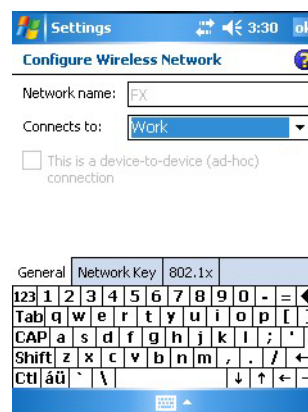 Settings 3:30 ok
Configure Wireless Network ?
Network name: FX
Connects to: Work
This is a device-to-device (ad-hoc)
connection
General Network Key 802.1x
123 1 2 3 4 5 6 7 8 9 0 - =
Tab q w e r t y u i o p [ ]
CAP a s d f g h j k l ; '
Shift z x c v b n m , . /
Ctl áü ` \